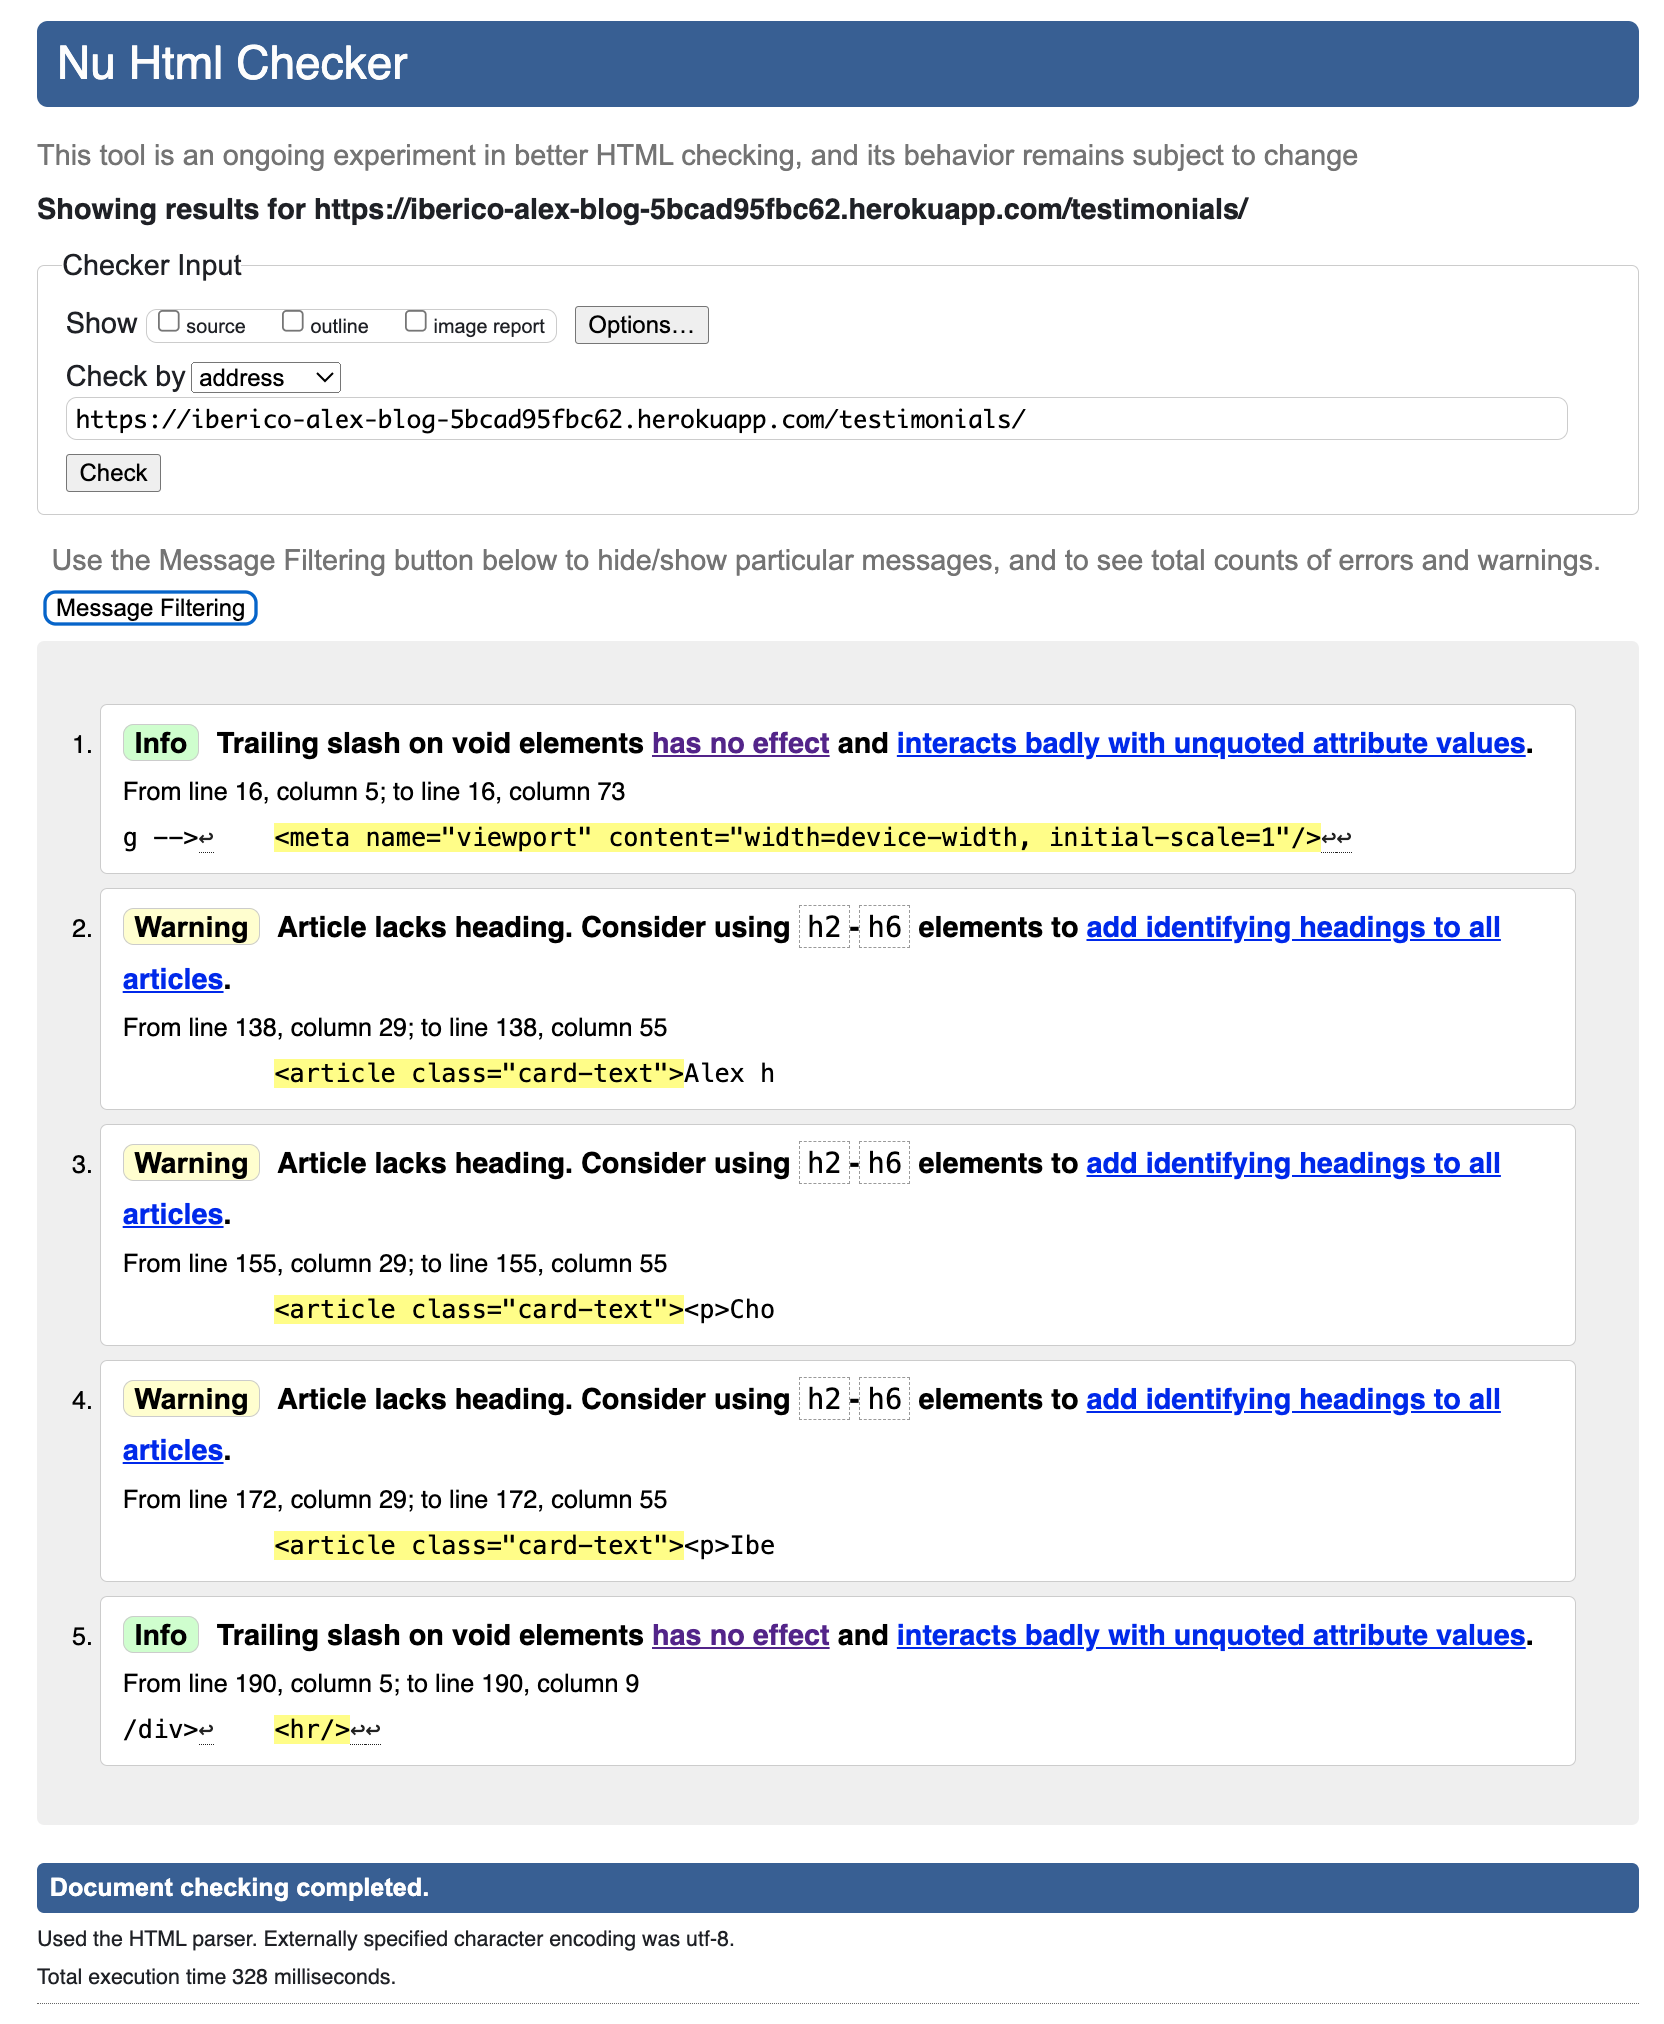 Nu Html Checker
This tool is an ongoing experiment in better HTML checking, and its behavior remains subject to change
Showing results for https://iberico-alex-blog-5bcad95fbc62.herokuapp.com/testimonials/
Checker Input
Show source outline image report Options...
Check by address
https://iberico-alex-blog-5bcad95fbc62.herokuapp.com/testimonials/
Check
Use the Message Filtering button below to hide/show particular messages, and to see total counts of errors and warnings.
Message Filtering
1. Info Trailing slash on void elements has no effect and interacts badly with unquoted attribute values.
From line 16, column 5; to line 16, column 73
g -->↩ <meta name="viewport" content="width=device-width, initial-scale=1"/>↩↩
2. Warning Article lacks heading. Consider using h2-h6 elements to add identifying headings to all
articles.
From line 138, column 29; to line 138, column 55
<article class="card-text">Alex h
3. Warning Article lacks heading. Consider using h2-h6 elements to add identifying headings to all
articles.
From line 155, column 29; to line 155, column 55
<article class="card-text"><p>Cho
4. Warning Article lacks heading. Consider using h2-h6 elements to add identifying headings to all
articles.
From line 172, column 29; to line 172, column 55
<article class="card-text"><p>Ibe
5. Info Trailing slash on void elements has no effect and interacts badly with unquoted attribute values.
From line 190, column 5; to line 190, column 9
/div>↩ <hr/>↩↩
Document checking completed.
Used the HTML parser. Externally specified character encoding was utf-8.
Total execution time 328 milliseconds.